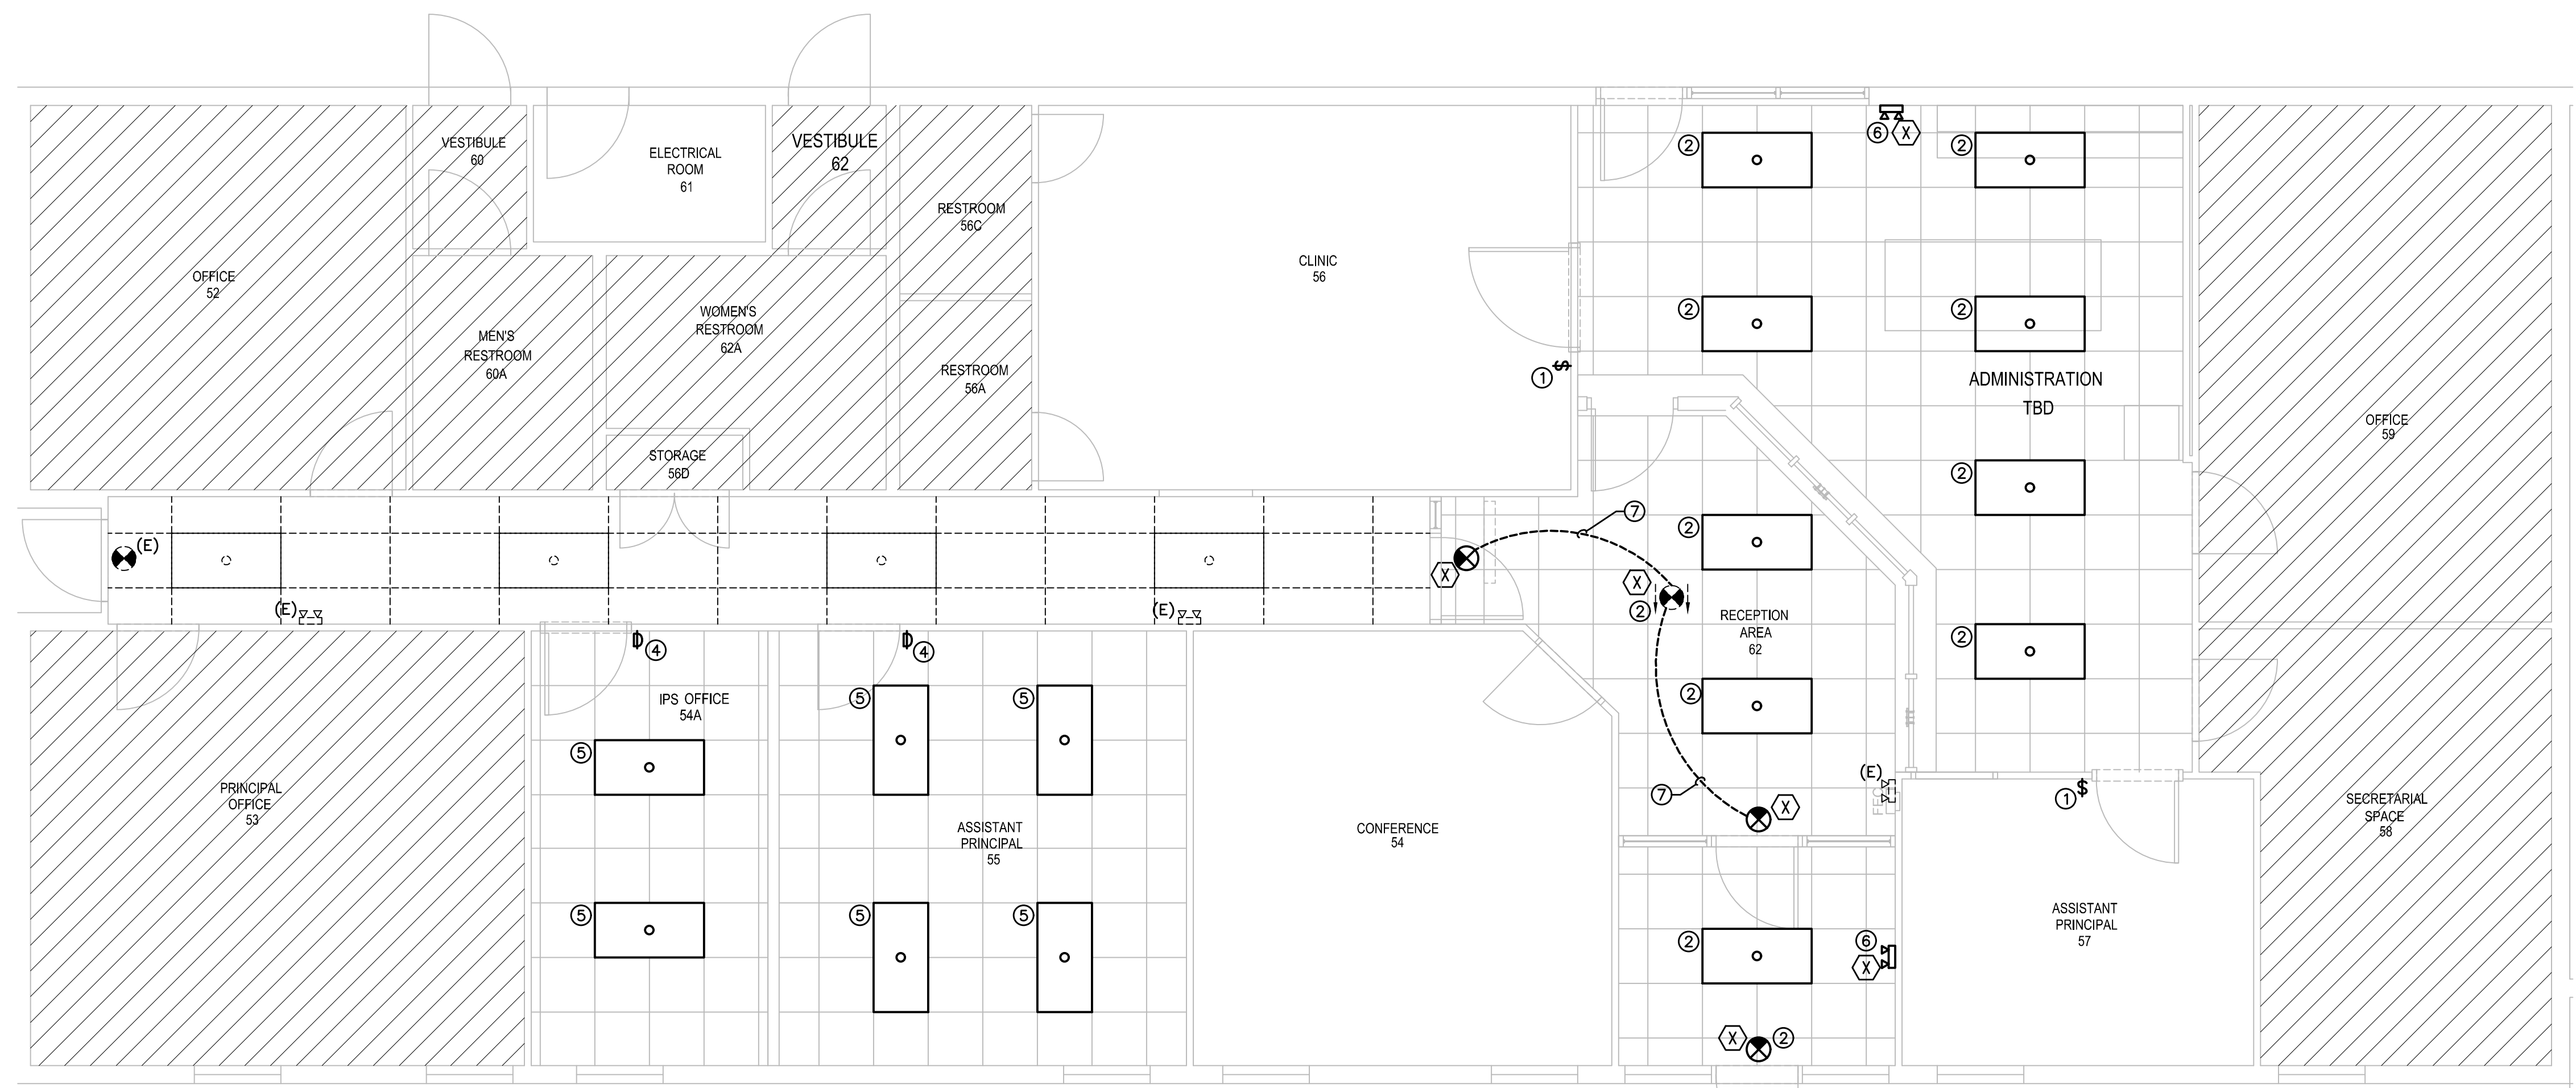 VESTIBULE
60
ELECTRICAL
ROOM
61
VESTIBULE
62
RESTROOM
56C
OFFICE
52
MEN'S
RESTROOM
60A
WOMEN'S
RESTROOM
62A
RESTROOM
56A
STORAGE
56D
CLINIC
56
1
$
2
6
X
2
2
2
ADMINISTRATION
TBD
2
2
OFFICE
59
(E)
(E)
(E)
X
7
2
X
2
RECEPTION
AREA
62
2
7
X
(E)
FEC
PRINCIPAL
OFFICE
53
4
IPS OFFICE
54A
5
5
4
5
5
ASSISTANT
PRINCIPAL
55
5
5
CONFERENCE
54
2
6
X
X
2
1
$
ASSISTANT
PRINCIPAL
57
SECRETARIAL
SPACE
58